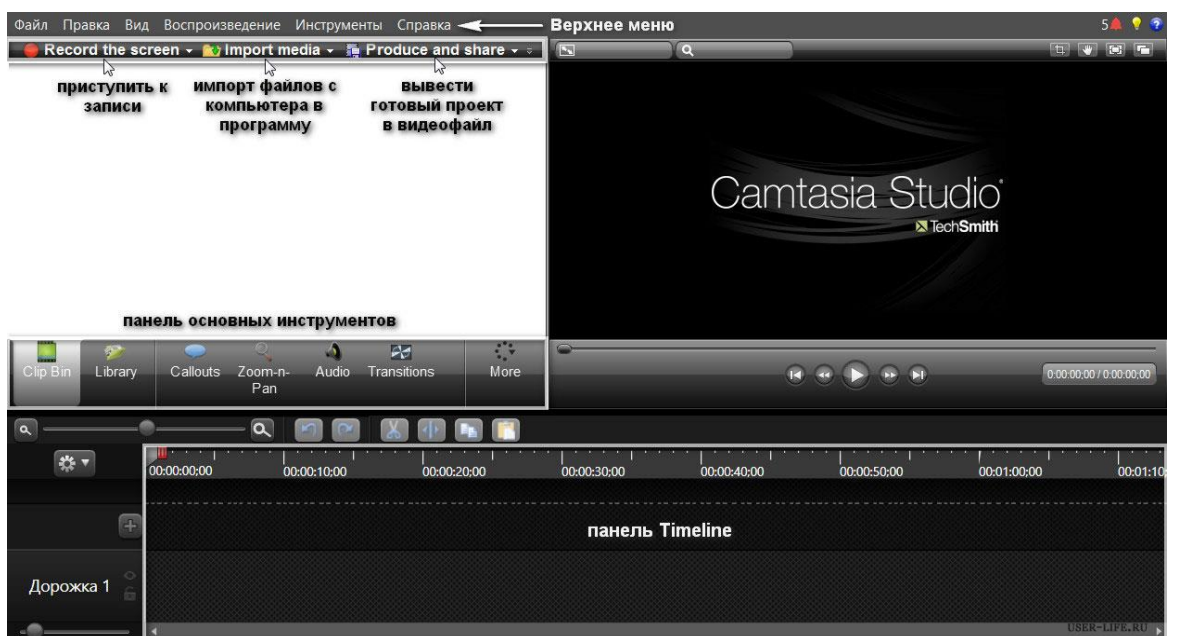 Файл Правка Вид Воспроизведение Инструменты Справка
Верхнее меню
5
Record the screen
Import media
Produce and share
приступить к
записи
импорт файлов с
компьютера в
программу
вывести
готовый проект
в видеофайл
Camtasia Studio
TechSmith
панель основных инструментов
Clip Bin
Library
Callouts
Zoom-n-
Pan
Audio
Transitions
More
0:00:00;00 / 0:00:00;00
00:00:00;00 00:00:10;00 00:00:20;00 00:00:30;00 00:00:40;00 00:00:50;00 00:01:00;00 00:01:10;
панель Timeline
Дорожка 1
USER-LIFE.RU